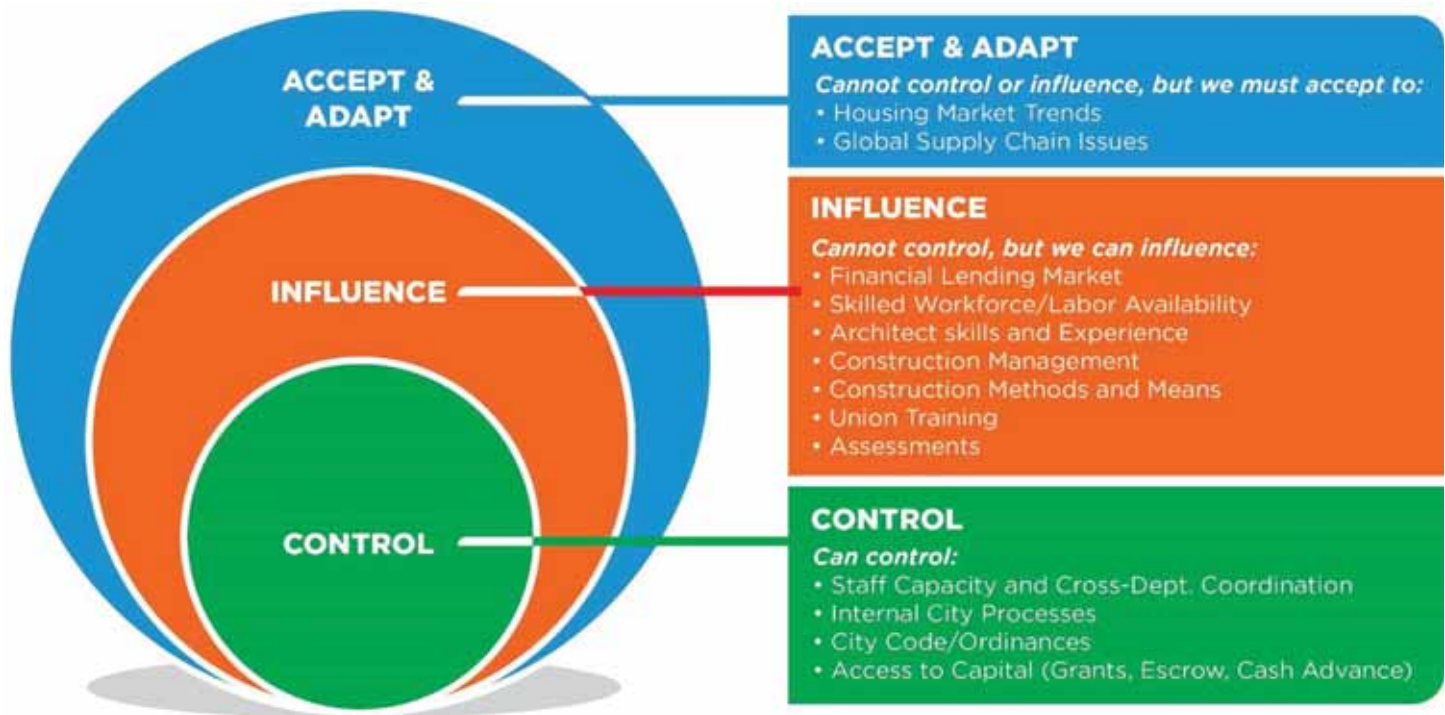 ACCEPT &
ADAPT
INFLUENCE
CONTROL
ACCEPT & ADAPT
Cannot control or influence, but we must accept to:
• Housing Market Trends
• Global Supply Chain Issues
INFLUENCE
Cannot control, but we can influence:
• Financial Lending Market
• Skilled Workforce/Labor Availability
• Architect skills and Experience
• Construction Management
• Construction Methods and Means
• Union Training
• Assessments
CONTROL
Can control:
• Staff Capacity and Cross-Dept. Coordination
• Internal City Processes
• City Code/Ordinances
• Access to Capital (Grants, Escrow, Cash Advance)